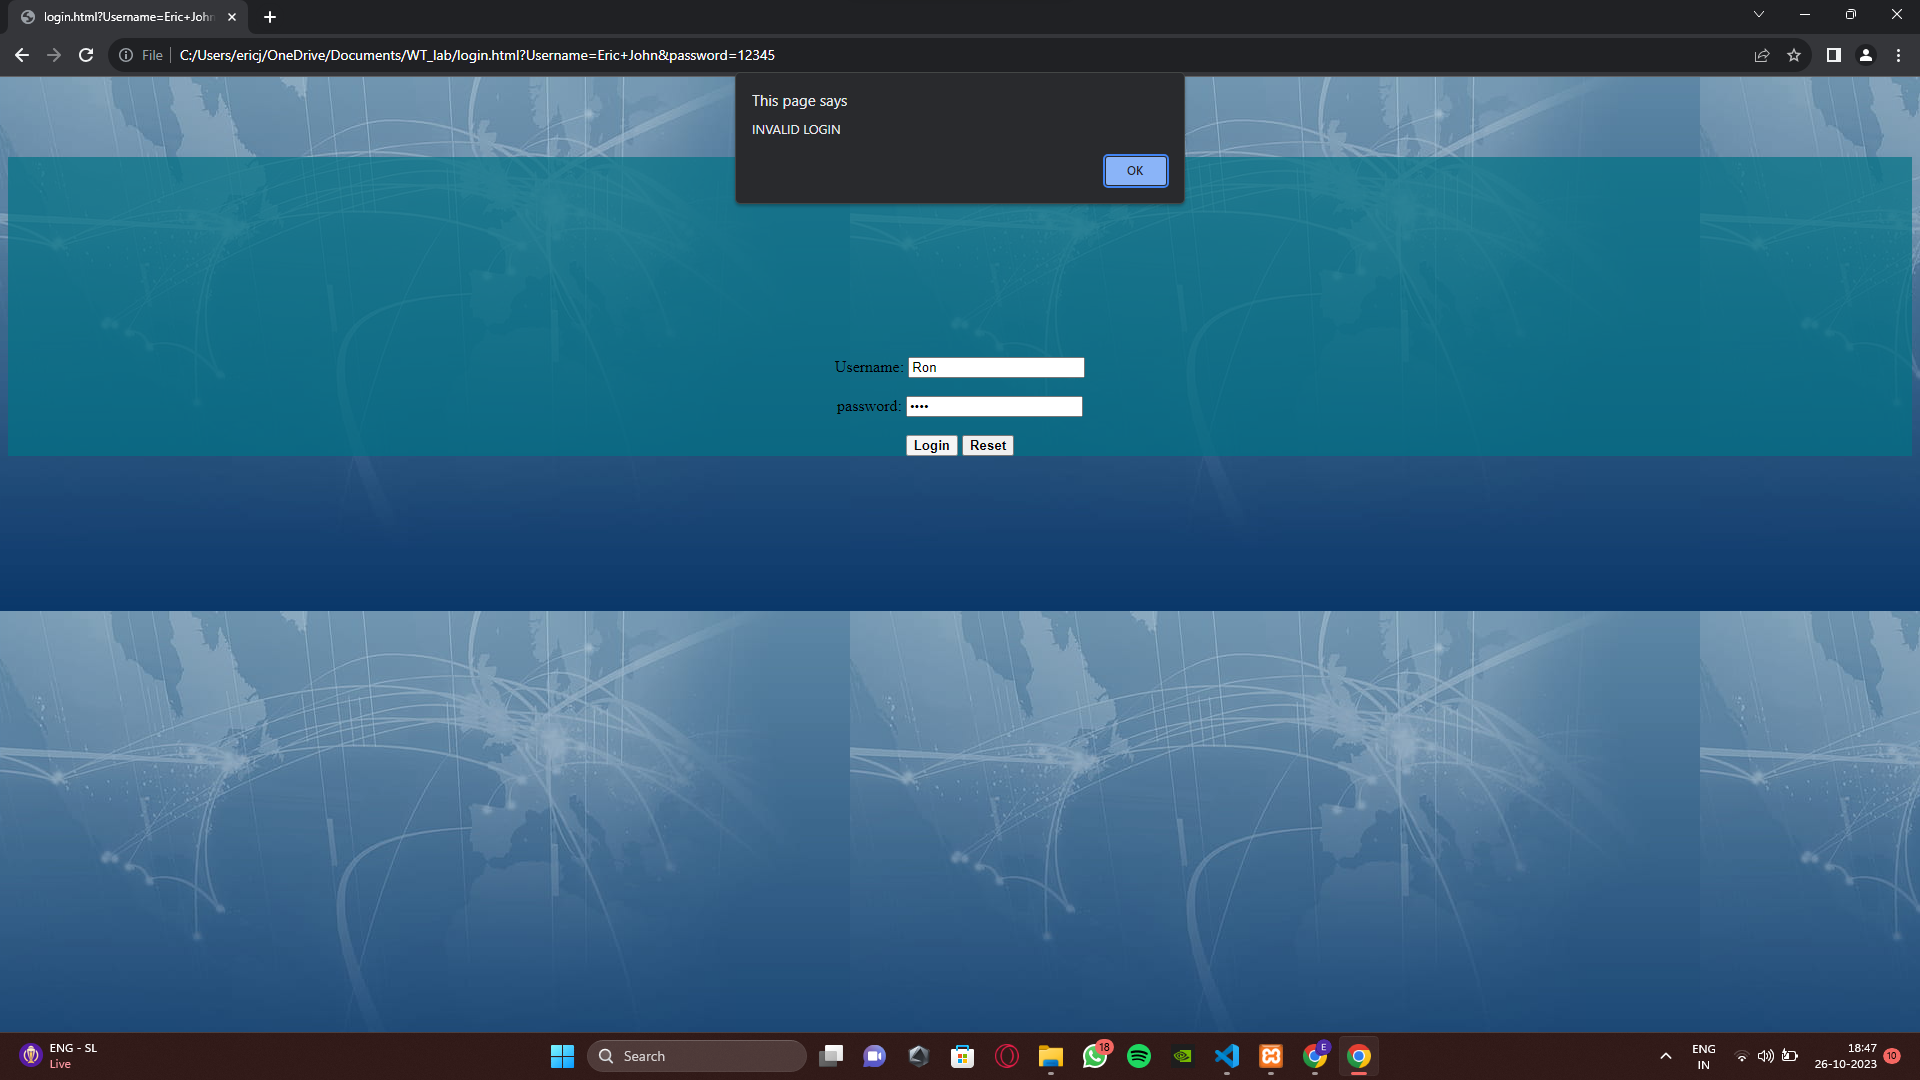 login.html?Username=Eric+John
File
C:/Users/ericj/OneDrive/Documents/WT_lab/login.html?Username=Eric+John&password=12345
This page says
INVALID LOGIN
OK
Username: Ron
password: ••••
Login Reset
ENG - SL
Live
Search
18
E
ENG
IN
18:47
26-10-2023
10